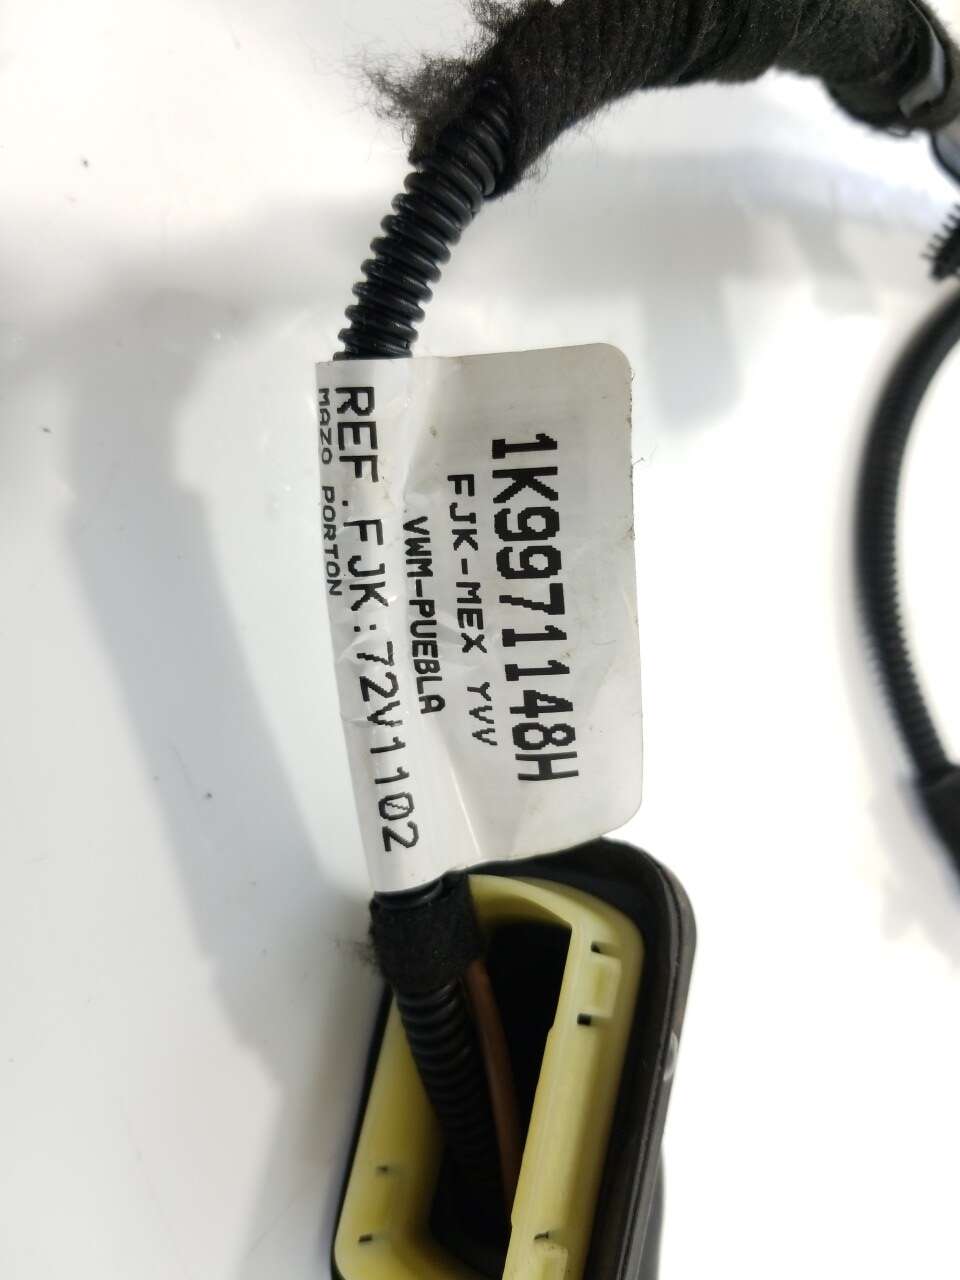 1K9971148H
FJK-MEX YVV
VWM-PUEBLA
REF.FJK:72V1102
MAZO PORTON